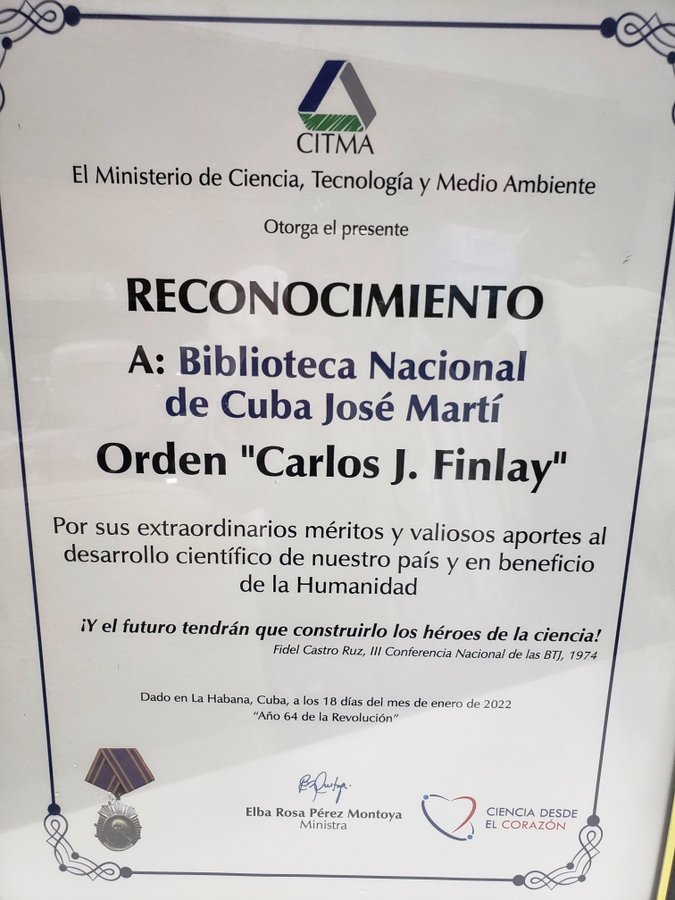 CITMA
El Ministerio de Ciencia, Tecnología y Medio Ambiente
Otorga el presente
RECONOCIMIENTO
A: Biblioteca Nacional
de Cuba José Martí
Orden "Carlos J. Finlay"
Por sus extraordinarios méritos y valiosos aportes al
desarrollo científico de nuestro país y en beneficio
de la Humanidad
¡Y el futuro tendrán que construirlo los héroes de la ciencia!
Fidel Castro Ruz, III Conferencia Nacional de las BTJ, 1974
Dado en La Habana, Cuba, a los 18 días del mes de enero de 2022
“Año 64 de la Revolución”
Elba Rosa Pérez Montoya
Ministra
CIENCIA DESDE
EL CORAZÓN